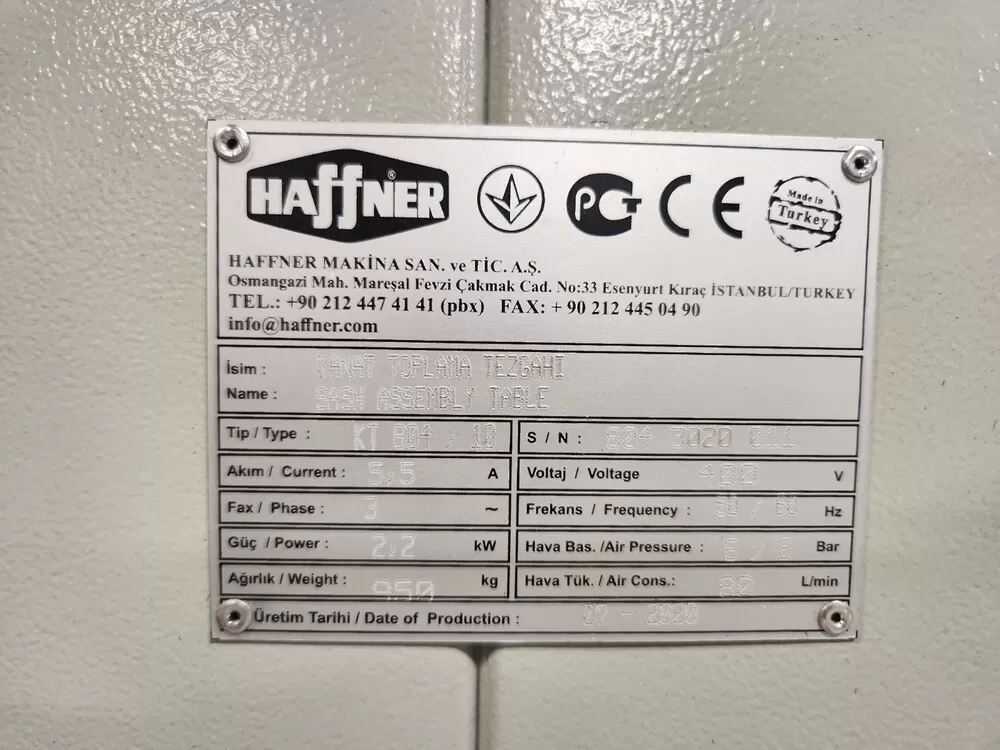 HAffNER®
PCT CE Made in
Turkey
HAFFNER MAKİNA SAN. ve TİC. A.Ş.
Osmangazi Mah. Mareşal Fevzi Çakmak Cad. No:33 Esenyurt Kıraç İSTANBUL/TURKEY
TEL.: +90 212 447 41 41 (pbx) FAX: + 90 212 445 04 90
info@haffner.com
İsim : KANAT TOPLAMA TEZGAHI
Name : SASH ASSEMBLY TABLE
Tip / Type : KT 804 / 10 S / N : 804 3020 011
Akım / Current : 5,5 A Voltaj / Voltage 400 V
Fax / Phase : 3 ~ Frekans / Frequency : 50 / 60 Hz
Güç / Power : 2,2 kW Hava Bas. /Air Pressure : 6 / 8 Bar
Ağırlık / Weight : 950 kg Hava Tük. / Air Cons.: 80 L/min
Üretim Tarihi / Date of Production : 07 - 2020